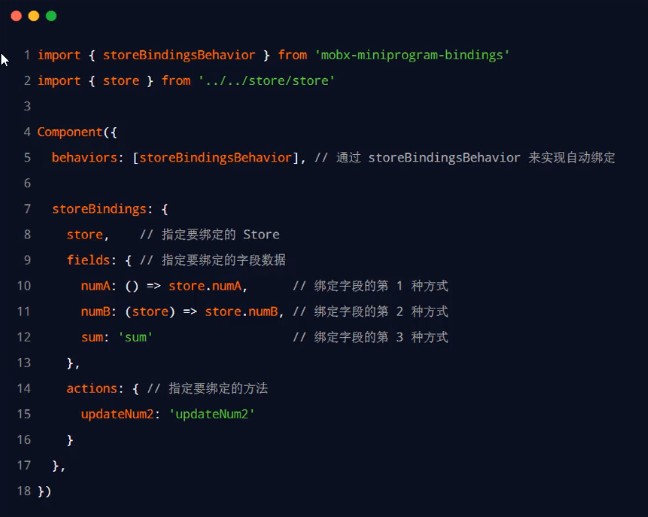 1 import { storeBindingsBehavior } from 'mobx-miniprogram-bindings'
2 import { store } from '../../store/store'
3
4 Component({
5   behaviors: [storeBindingsBehavior], // 通过 storeBindingsBehavior 来实现自动绑定
6
7   storeBindings: {
8     store,    // 指定要绑定的 Store
9     fields: { // 指定要绑定的字段数据
10       numA: () => store.numA,      // 绑定字段的第 1 种方式
11       numB: (store) => store.numB, // 绑定字段的第 2 种方式
12       sum: 'sum'                   // 绑定字段的第 3 种方式
13     },
14     actions: { // 指定要绑定的方法
15       updateNum2: 'updateNum2'
16     }
17   },
18 })